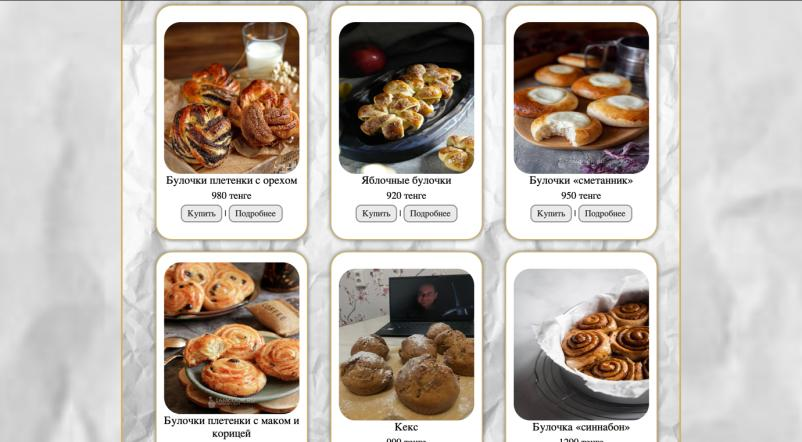 Булочки плетенки с орехом
980 тенге
Купить | Подробнее
Яблочные булочки
920 тенге
Купить | Подробнее
Булочки «сметанник»
950 тенге
Купить | Подробнее
Булочки плетенки с маком и
корицей
Кекс
Булочка «синнабон»